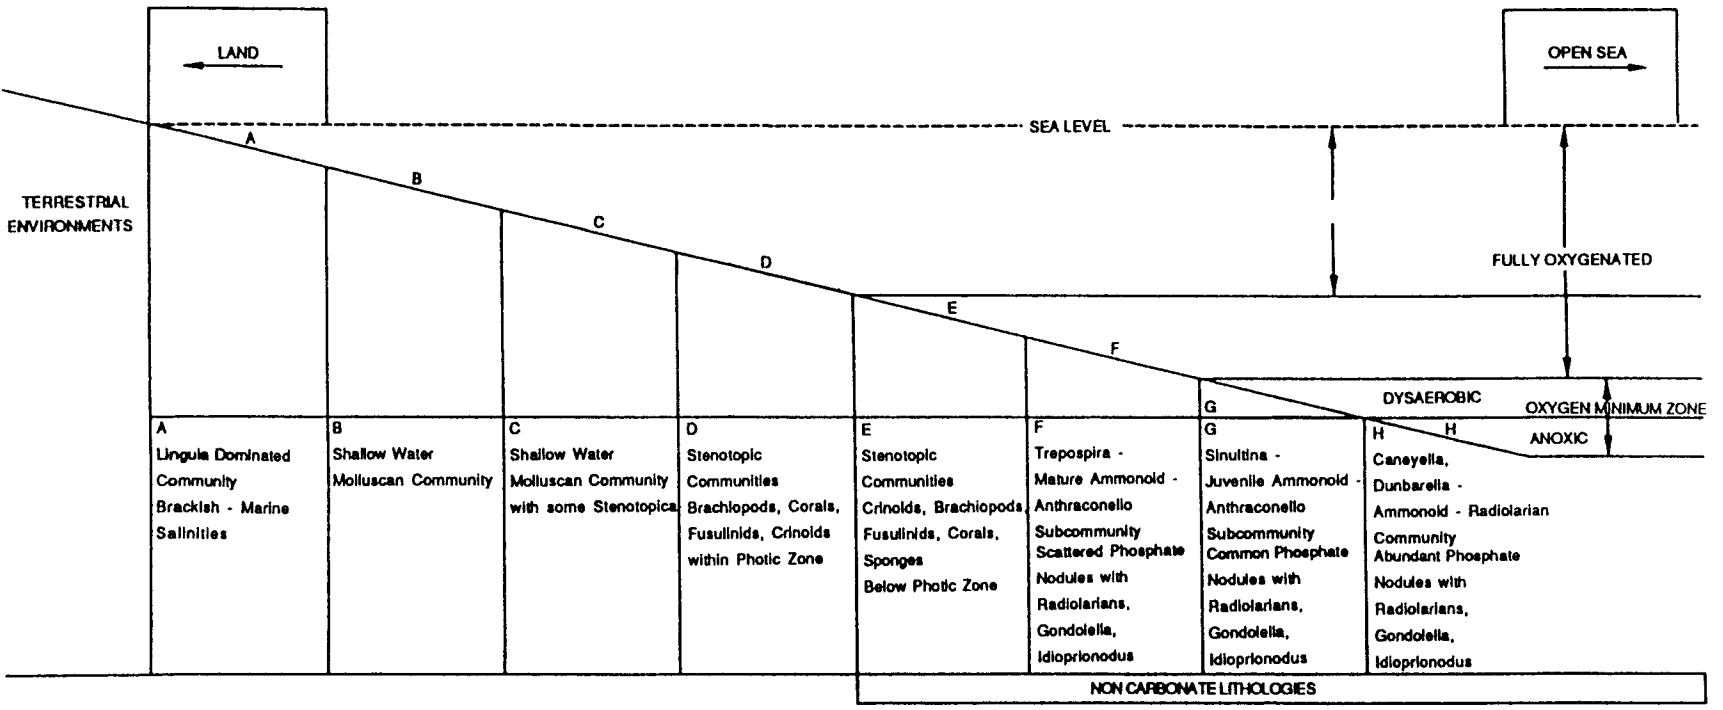 LAND
OPEN SEA
SEA LEVEL
A
B
TERRESTRIAL
ENVIRONMENTS
C
D
FULLY OXYGENATED
E
F
DYSAEROBIC
G
OXYGEN MINIMUM ZONE
H
ANOXIC
A
Lingula Dominated
Community
Brackish - Marine
Salinities
B
Shallow Water
Molluscan Community
C
Shallow Water
Molluscan Community
with some Stenotopica
D
Stenotopic
Communities
Brachiopods, Corals,
Fusulinids, Crinoids
within Photic Zone
E
Stenotopic
Communities
Crinoids, Brachiopods,
Fusulinids, Corals,
Sponges
Below Photic Zone
F
Trepospira -
Mature Ammonoid -
Anthraconello
Subcommunity
Scattered Phosphate
Nodules with
Radiolarians,
Gondolella,
Idioprionodus
G
Sinuitina -
Juvenile Ammonoid -
Anthraconello
Subcommunity
Common Phosphate
Nodules with
Radiolarians,
Gondolella,
Idioprionodus
H
Caneyella,
Dunbarella -
Ammonoid - Radiolarian
Community
Abundant Phosphate
Nodules with
Radiolarians,
Gondolella,
Idioprionodus
NON CARBONATE LITHOLOGIES